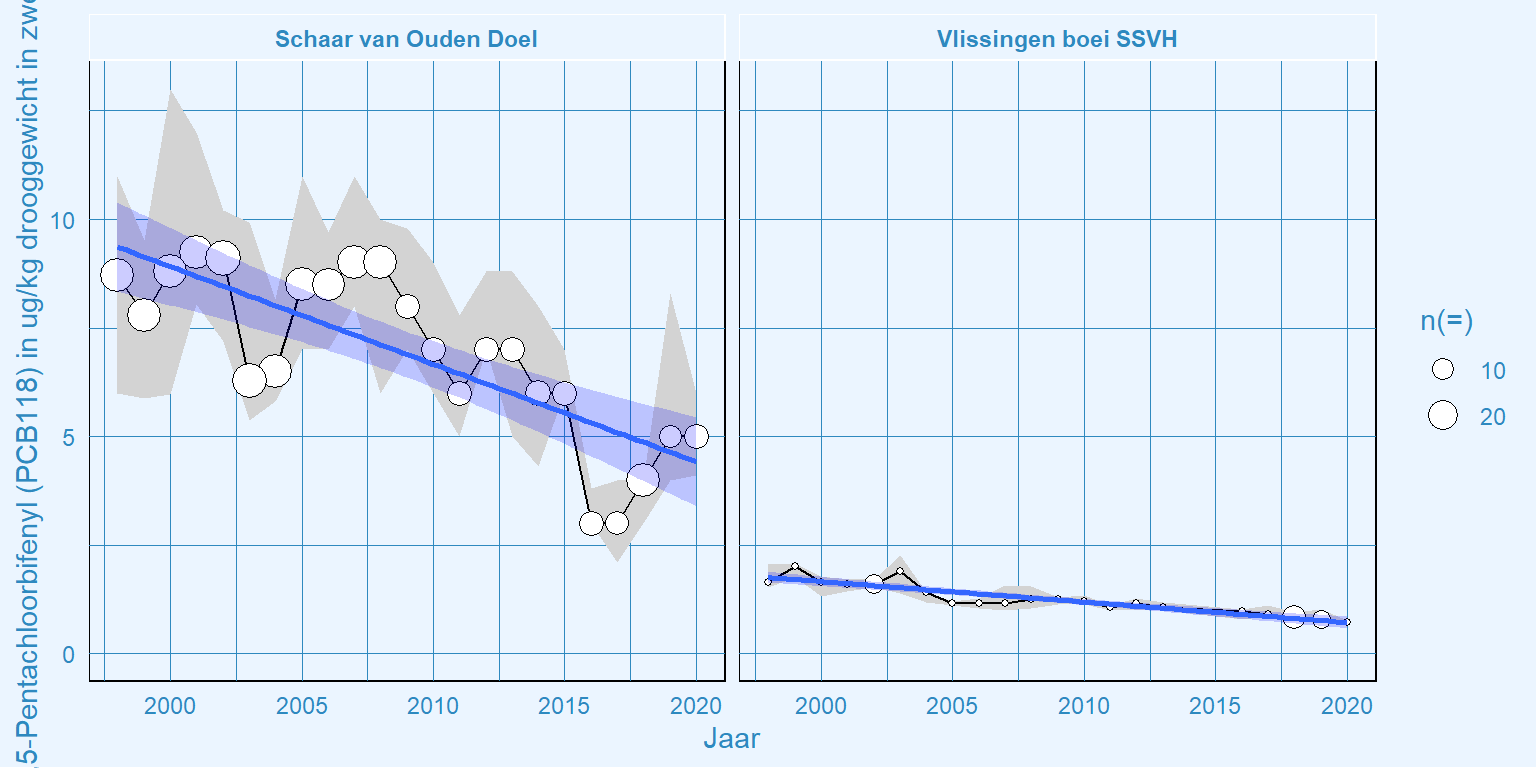 Schaar van Ouden Doel
Vlissingen boei SSVH
5-Pentachloorbifenyl (PCB118) in ug/kg drooggewicht in
10
5
0
2000 2005 2010 2015 2020
2000 2005 2010 2015 2020
Jaar
n(=)
10
20